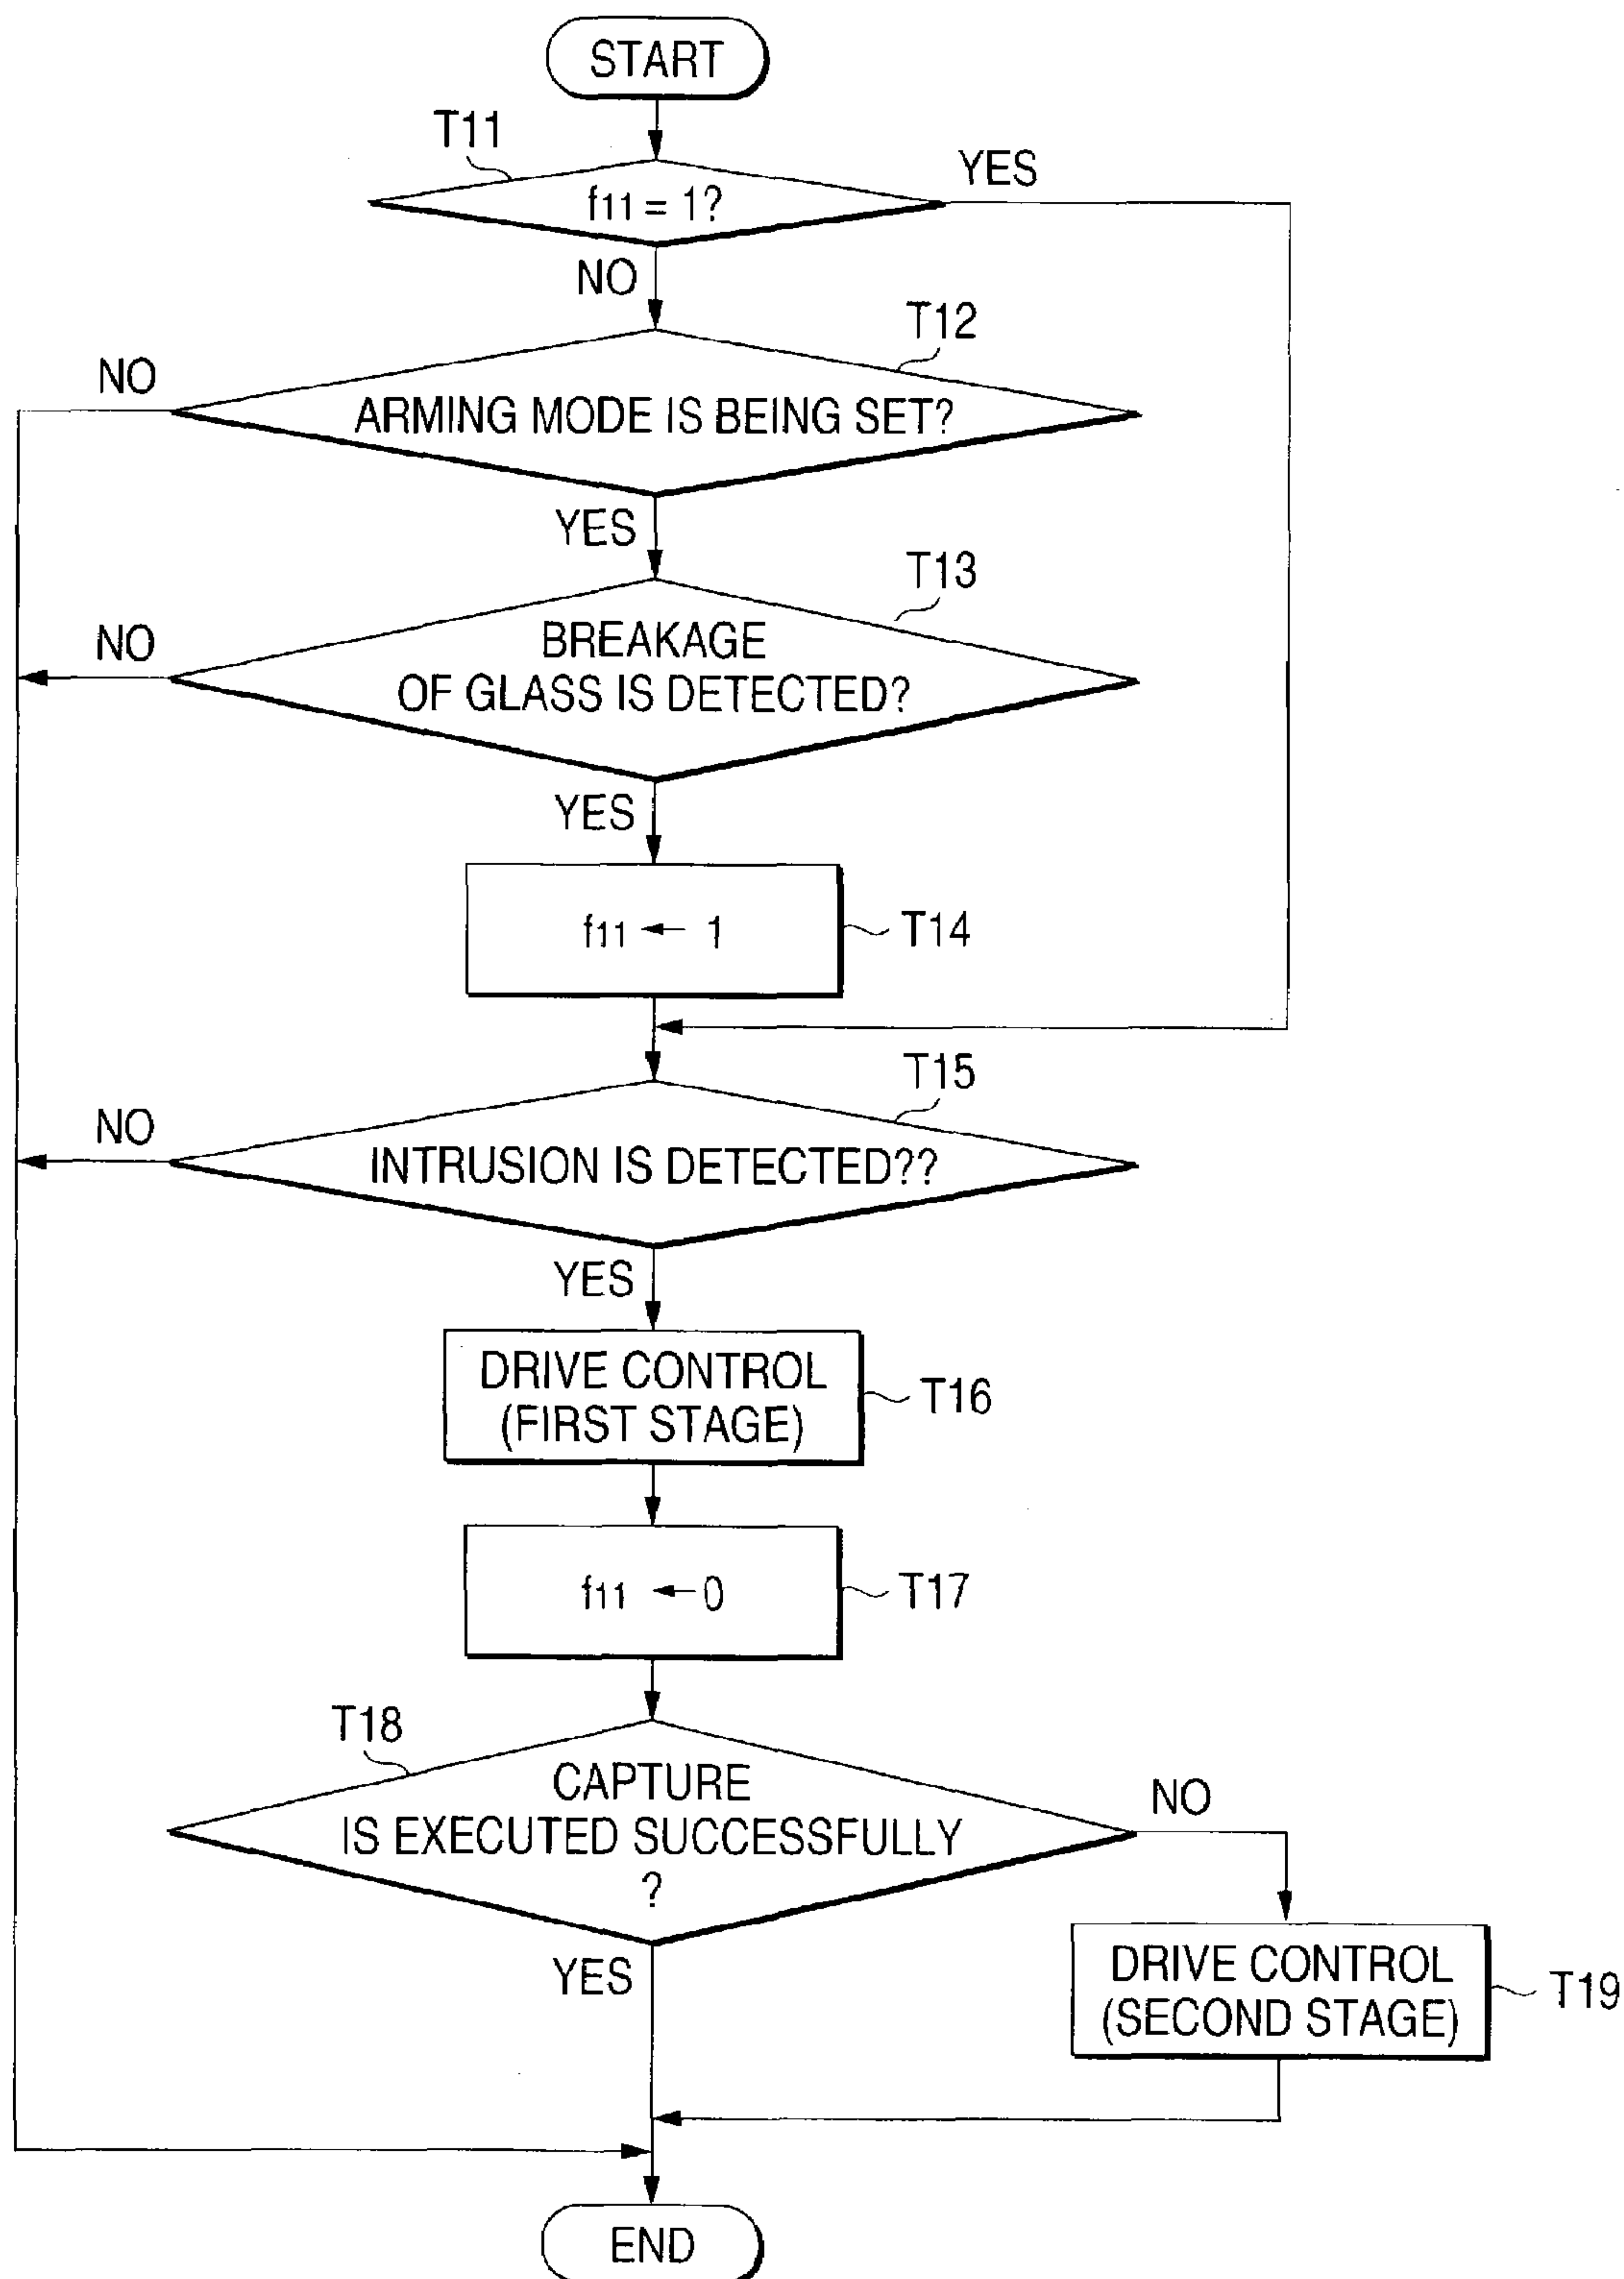 START
T11
f11 = 1?
YES
NO
T12
NO
ARMING MODE IS BEING SET?
YES
T13
NO
BREAKAGE
OF GLASS IS DETECTED?
YES
f11 ← 1
T14
T15
NO
INTRUSION IS DETECTED??
YES
DRIVE CONTROL
(FIRST STAGE)
T16
f11 ← 0
T17
T18
CAPTURE
IS EXECUTED SUCCESSFULLY
?
NO
YES
DRIVE CONTROL
(SECOND STAGE)
T19
END